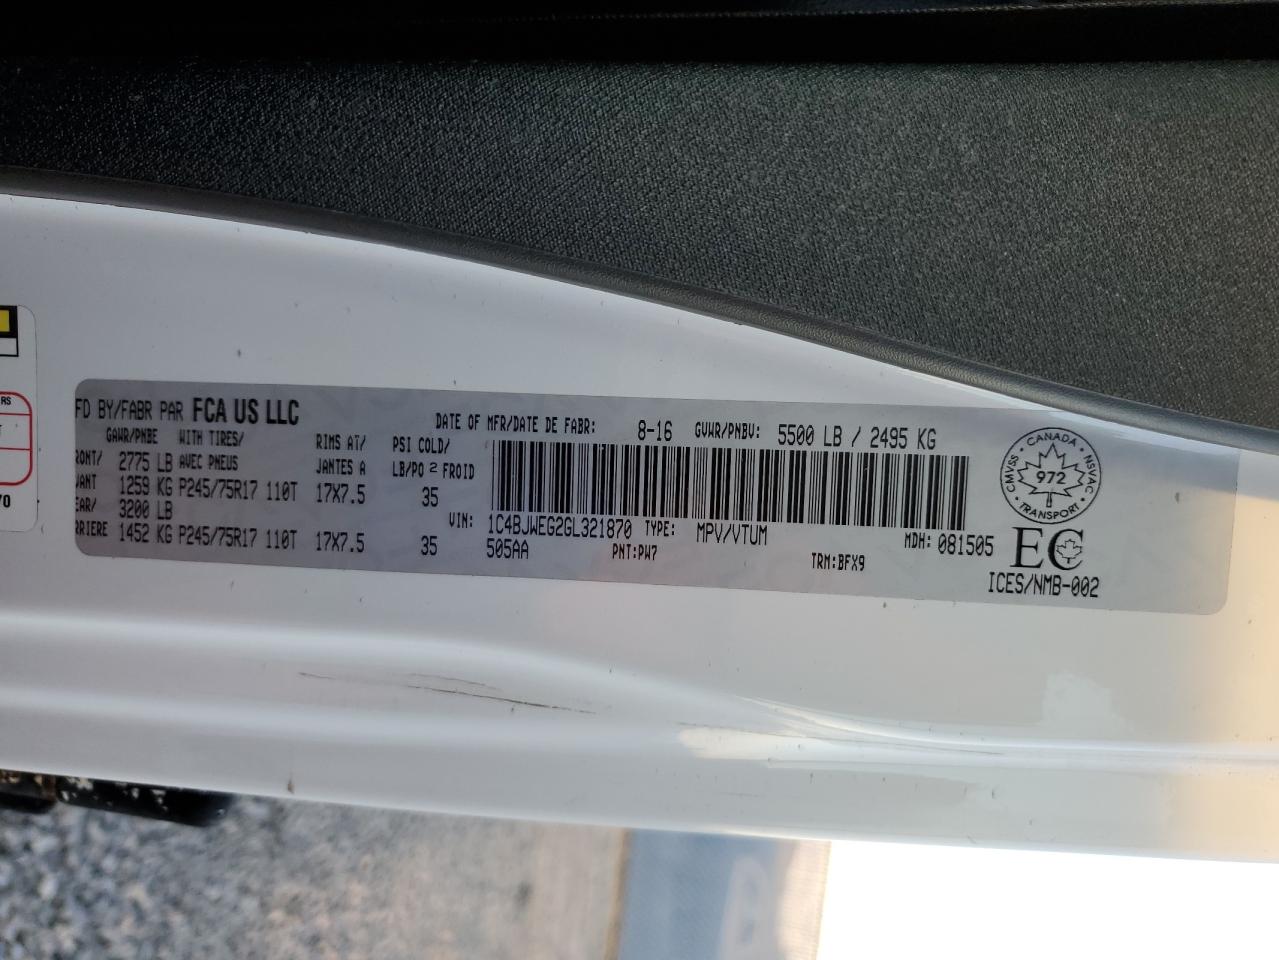 FD BY/FABR PAR FCA US LLC
DATE OF MFR/DATE DE FABR: 8-16 GVWR/PNBV: 5500 LB / 2495 KG
GAWR/PNBE WITH TIRES/ RIMS AT/ PSI COLD/
RONT/ 2775 LB AVEC PNEUS JANTES A LB/PO 2 FROID
VANT 1259 KG P245/75R17 110T 17X7.5 35
EAR/ 3200 LB
RRIERE 1452 KG P245/75R17 110T 17X7.5 35
VIN: 1C4BJWEG2GL321870 TYPE: MPV/VTUM MDH: 081505
505AA PNT:PW7 TRM:BFX9
CMVSS · CANADA · NSVAC
972
· TRANSPORT ·
EC
ICES/NMB-002
RS
T
70